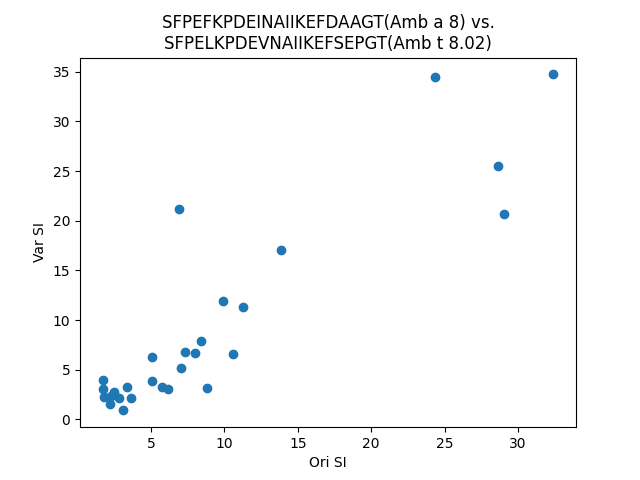 SFPEFKPDEINAIIKEFDAAGT(Amb a 8) vs.
SFPELKPDEVNAIIKEFSEPGT(Amb t 8.02)
35
30
25
20
15
10
5
0
Var SI
5 10 15 20 25 30
Ori SI